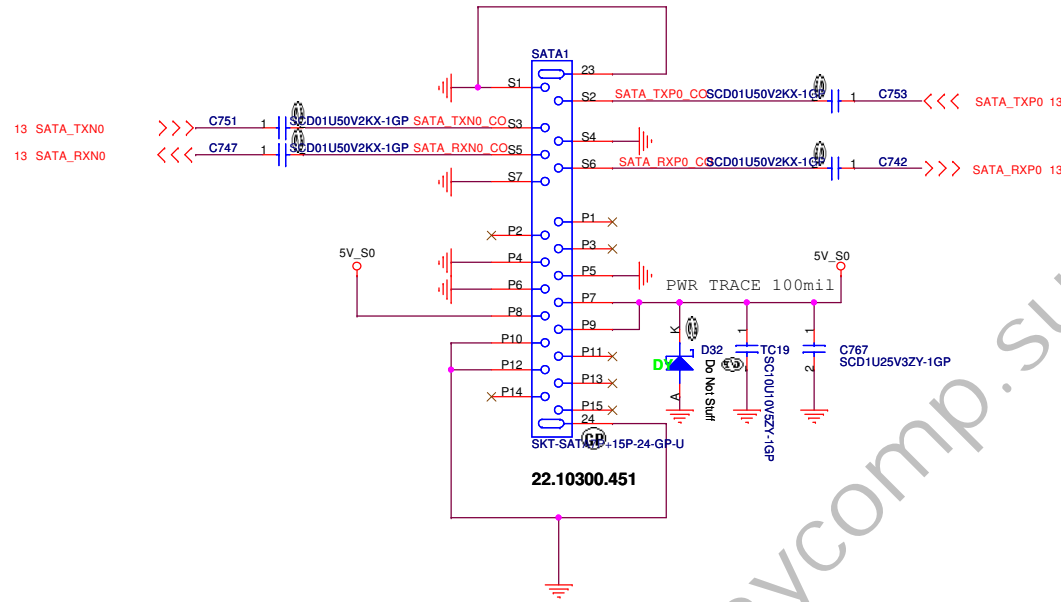 SATA1
23
S1
S2
SATA_TXP0_CO
SCD01U50V2KX-1GP
1
C753
SATA_TXP0 13
13 SATA_TXN0
C751
1
SCD01U50V2KX-1GP
SATA_TXN0_CO
S3
S4
13 SATA_RXN0
C747
1
SCD01U50V2KX-1GP
SATA_RXN0_CO
S5
S6
SATA_RXP0_CO
SCD01U50V2KX-1GP
1
C742
SATA_RXP0 13
S7
P1
P2
P3
5V_S0
P4
P5
5V_S0
PWR TRACE 100mil
P6
P7
P8
P9
K
1
1
P10
P11
D32
TC19
C767
SCD1U25V3ZY-1GP
DY
Do Not Stuff
SC10U10V5ZY-1GP
2
P12
P13
A
P14
P15
24
GP
22.10300.451